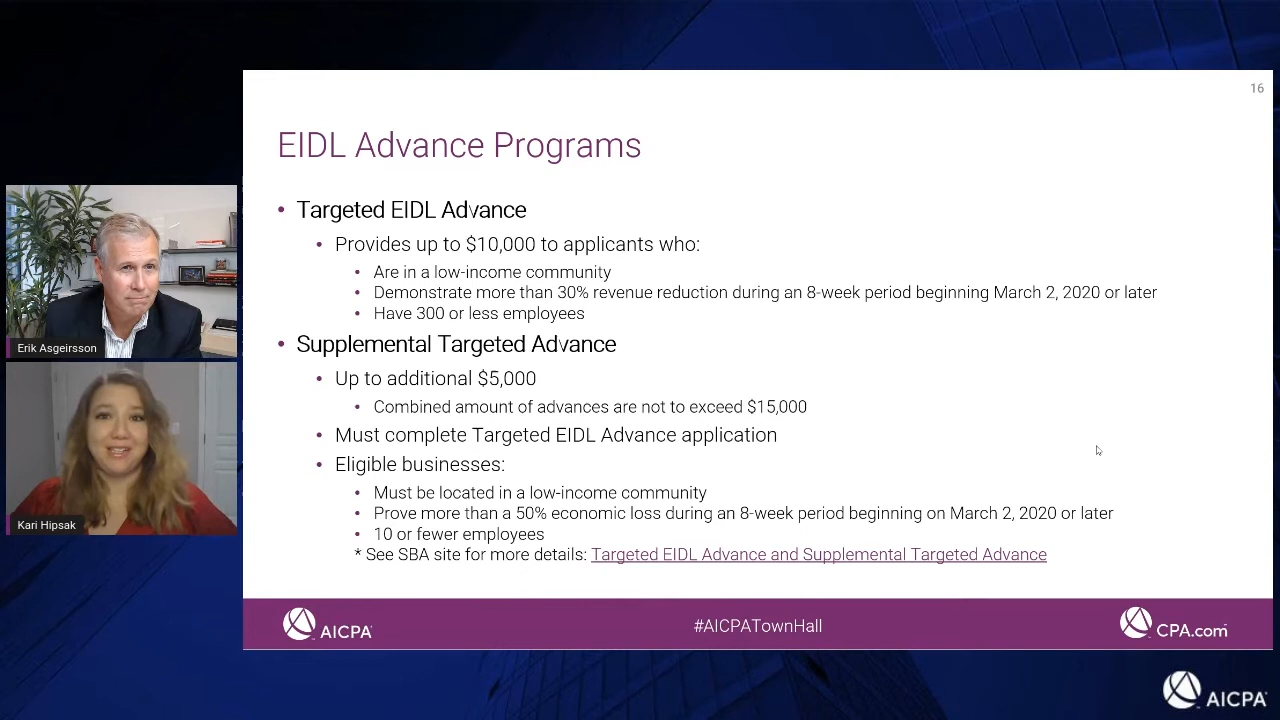 16
EIDL Advance Programs
• Targeted EIDL Advance
• Provides up to $10,000 to applicants who:
• Are in a low-income community
• Demonstrate more than 30% revenue reduction during an 8-week period beginning March 2, 2020 or later
• Have 300 or less employees
• Supplemental Targeted Advance
• Up to additional $5,000
• Combined amount of advances are not to exceed $15,000
• Must complete Targeted EIDL Advance application
• Eligible businesses:
• Must be located in a low-income community
• Prove more than a 50% economic loss during an 8-week period beginning on March 2, 2020 or later
• 10 or fewer employees
* See SBA site for more details: Targeted EIDL Advance and Supplemental Targeted Advance
Erik Asgeirsson
Kari Hipsak
AICPA
#AICPATownHall
CPA.com
AICPA